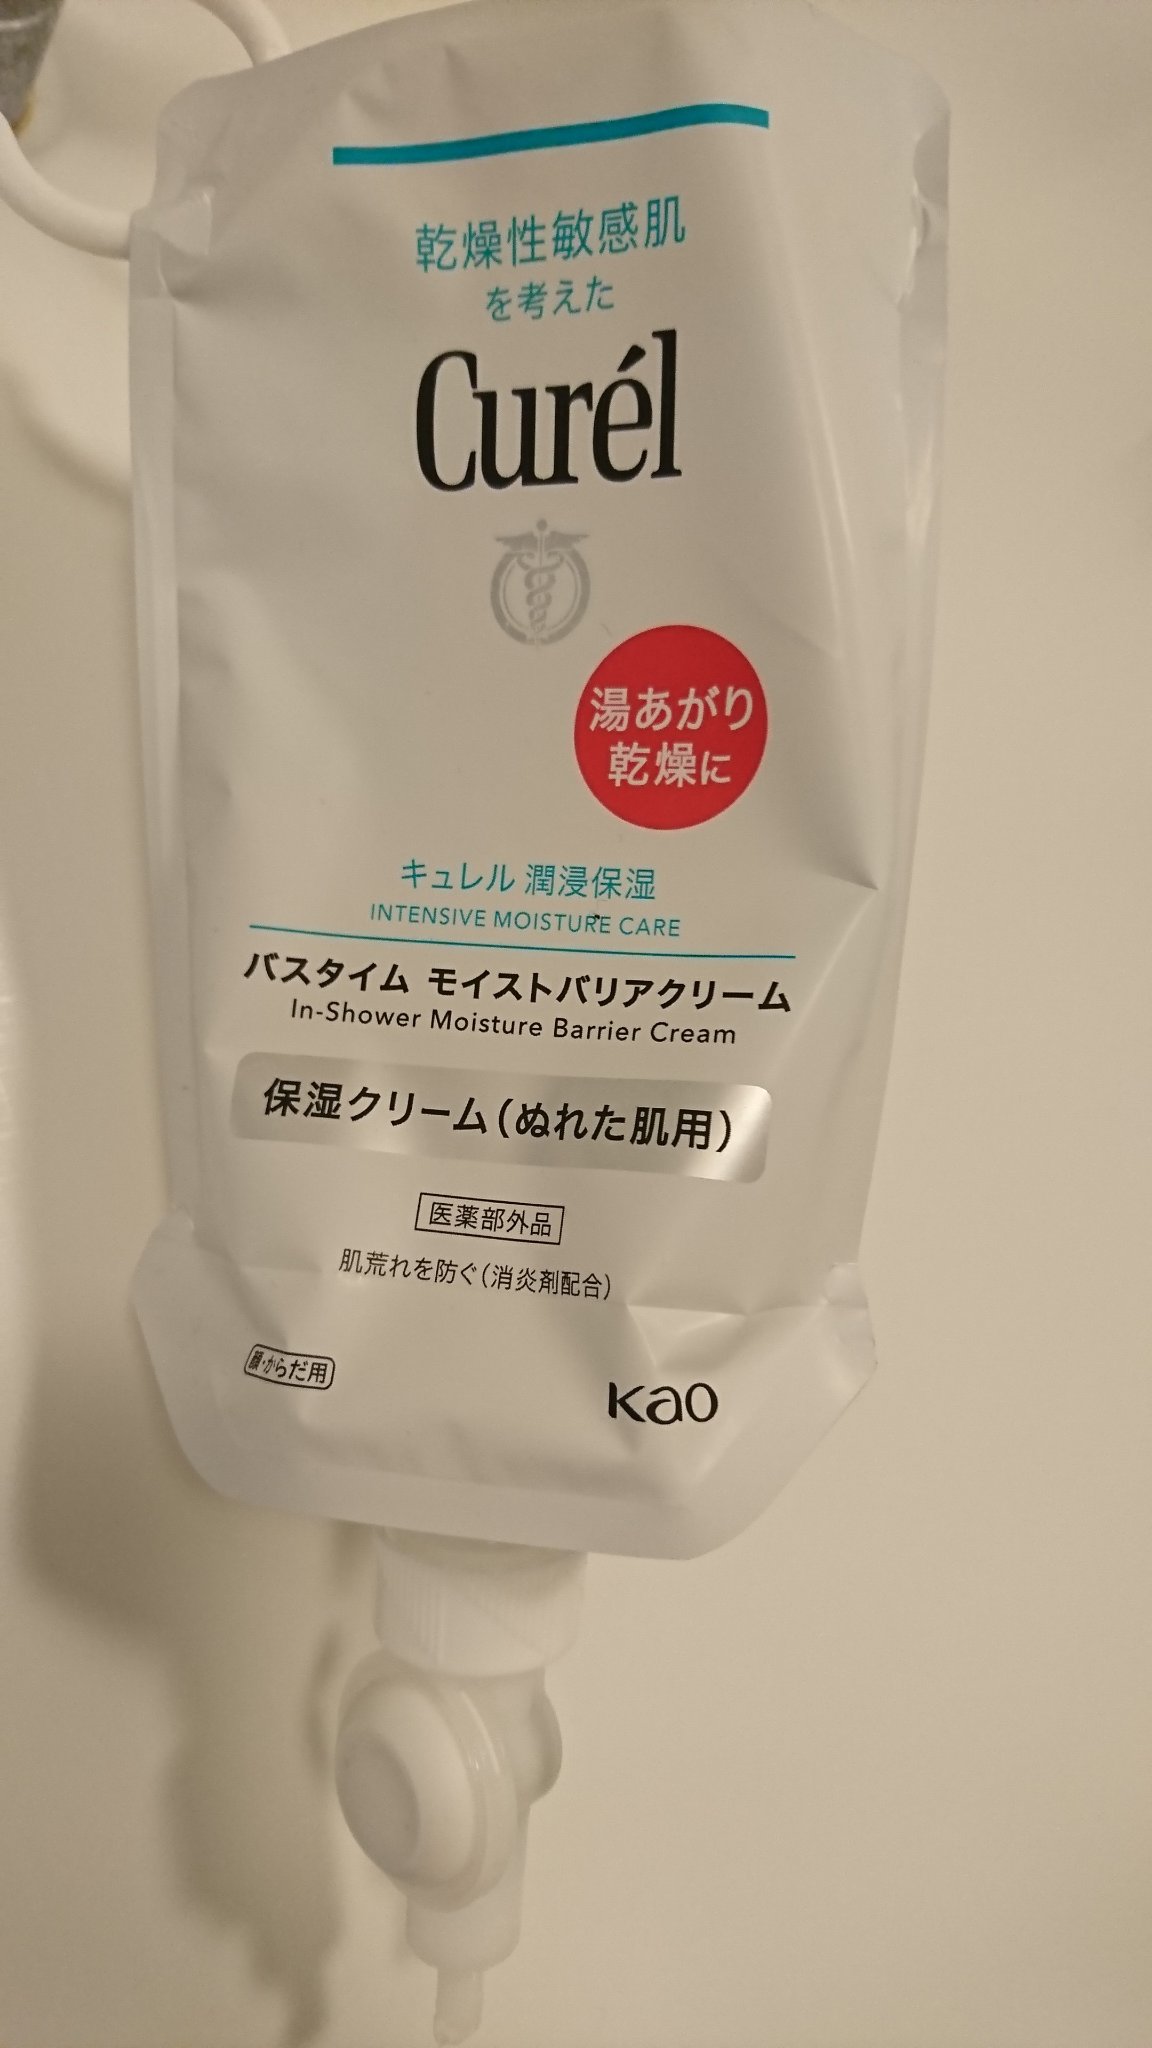 乾燥性敏感肌
を考えた
Curél
湯あがり
乾燥に
キュレル 潤浸保湿
INTENSIVE MOISTURE CARE
バスタイム モイストバリアクリーム
In-Shower Moisture Barrier Cream
保湿クリーム(ぬれた肌用)
医薬部外品
肌荒れを防ぐ(消炎剤配合)
顔・からだ用
Kao